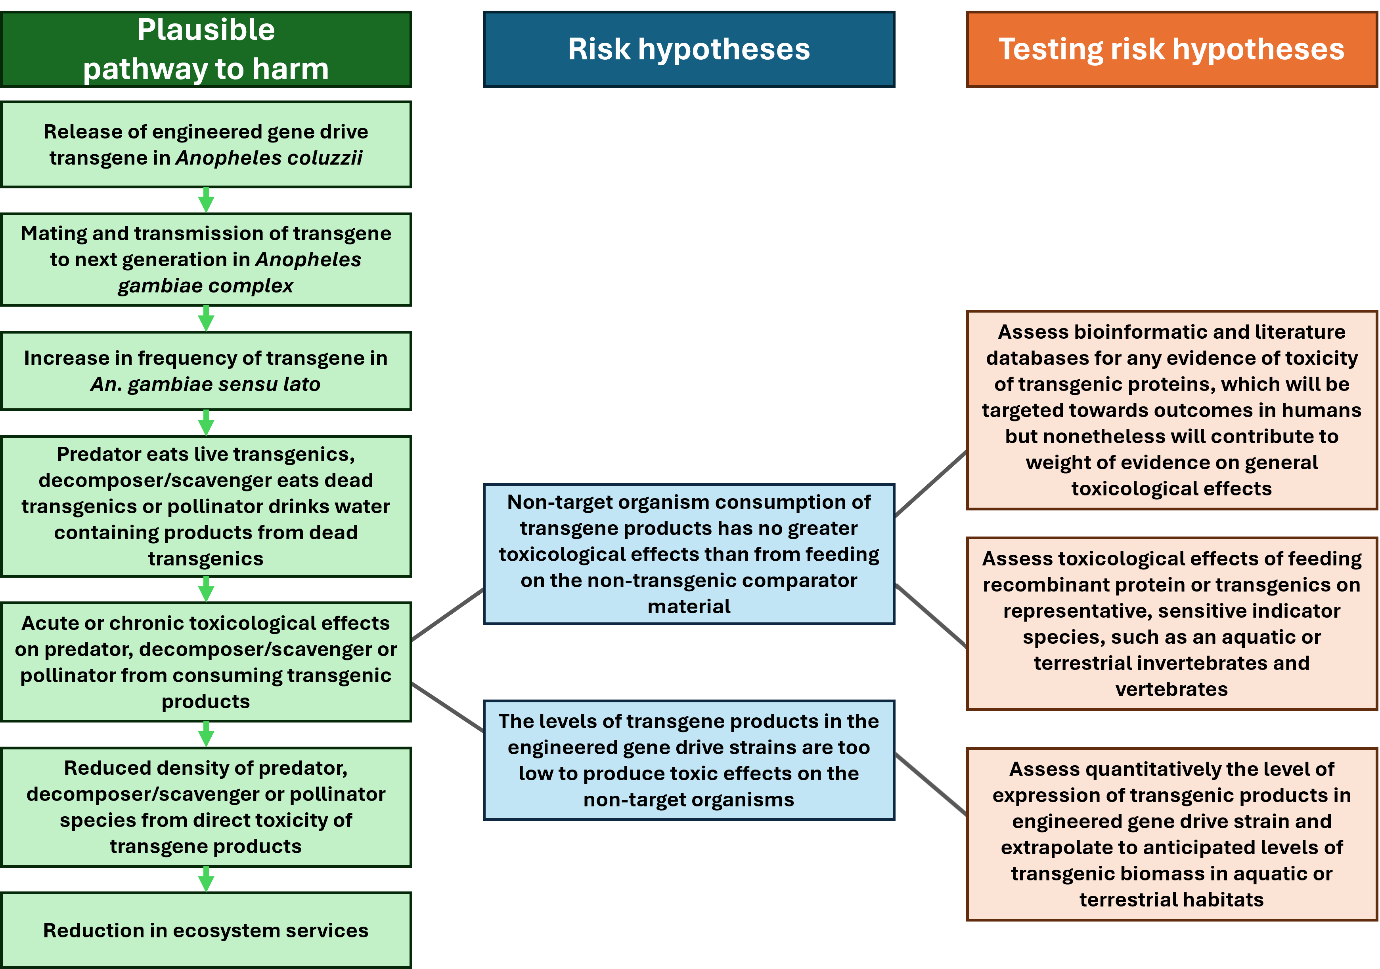 Plausible
pathway to harm
Risk hypotheses
Testing risk hypotheses
Release of engineered gene drive
transgene in Anopheles coluzzii
Mating and transmission of transgene
to next generation in Anopheles
gambiae complex
Increase in frequency of transgene in
An. gambiae sensu lato
Predator eats live transgenics,
decomposer/scavenger eats dead
transgenics or pollinator drinks water
containing products from dead
transgenics
Acute or chronic toxicological effects
on predator, decomposer/scavenger or
pollinator from consuming transgenic
products
Reduced density of predator,
decomposer/scavenger or pollinator
species from direct toxicity of
transgene products
Reduction in ecosystem services
Non-target organism consumption of
transgene products has no greater
toxicological effects than from feeding
on the non-transgenic comparator
material
The levels of transgene products in the
engineered gene drive strains are too
low to produce toxic effects on the
non-target organisms
Assess bioinformatic and literature
databases for any evidence of toxicity
of transgenic proteins, which will be
targeted towards outcomes in humans
but nonetheless will contribute to
weight of evidence on general
toxicological effects
Assess toxicological effects of feeding
recombinant protein or transgenics on
representative, sensitive indicator
species, such as an aquatic or
terrestrial invertebrates and
vertebrates
Assess quantitatively the level of
expression of transgenic products in
engineered gene drive strain and
extrapolate to anticipated levels of
transgenic biomass in aquatic or
terrestrial habitats